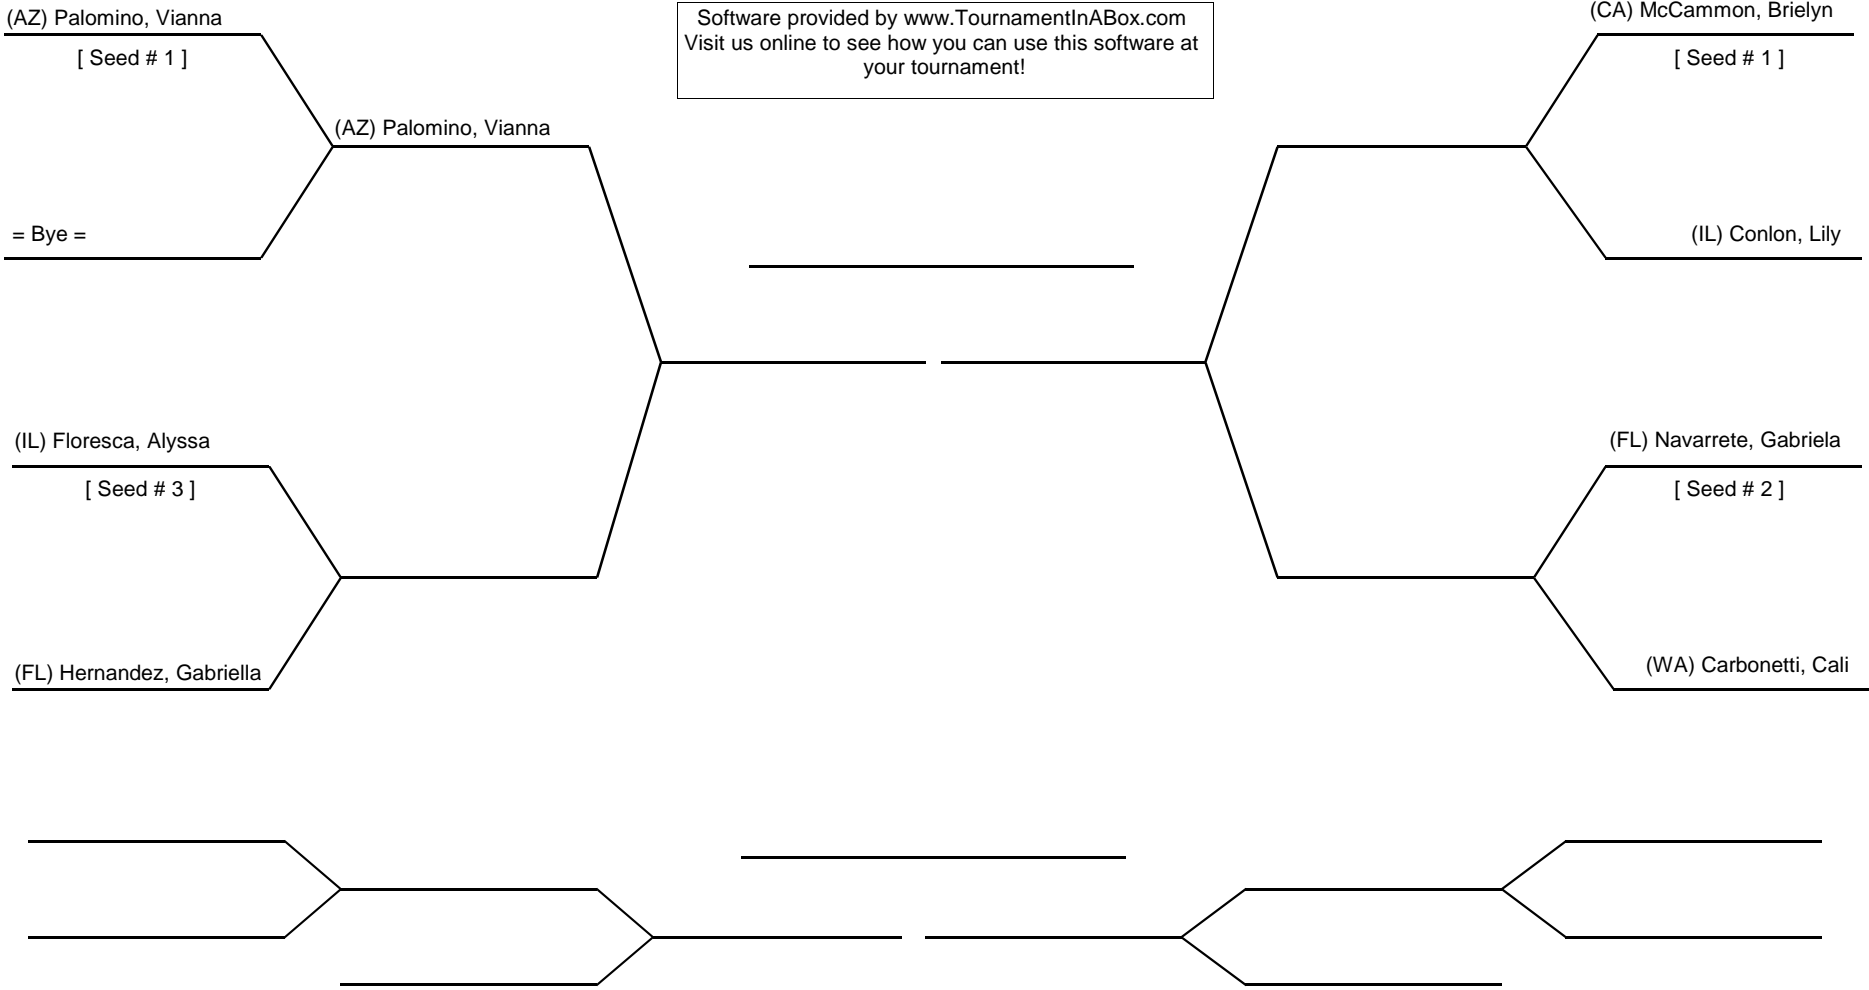 (AZ) Palomino, Vianna
[ Seed # 1 ]
(AZ) Palomino, Vianna
= Bye =
(IL) Floresca, Alyssa
[ Seed # 3 ]
(FL) Hernandez, Gabriella
Software provided by www.TournamentInABox.com
Visit us online to see how you can use this software at
your tournament!
(CA) McCammon, Brielyn
[ Seed # 1 ]
(IL) Conlon, Lily
(FL) Navarrete, Gabriela
[ Seed # 2 ]
(WA) Carbonetti, Cali